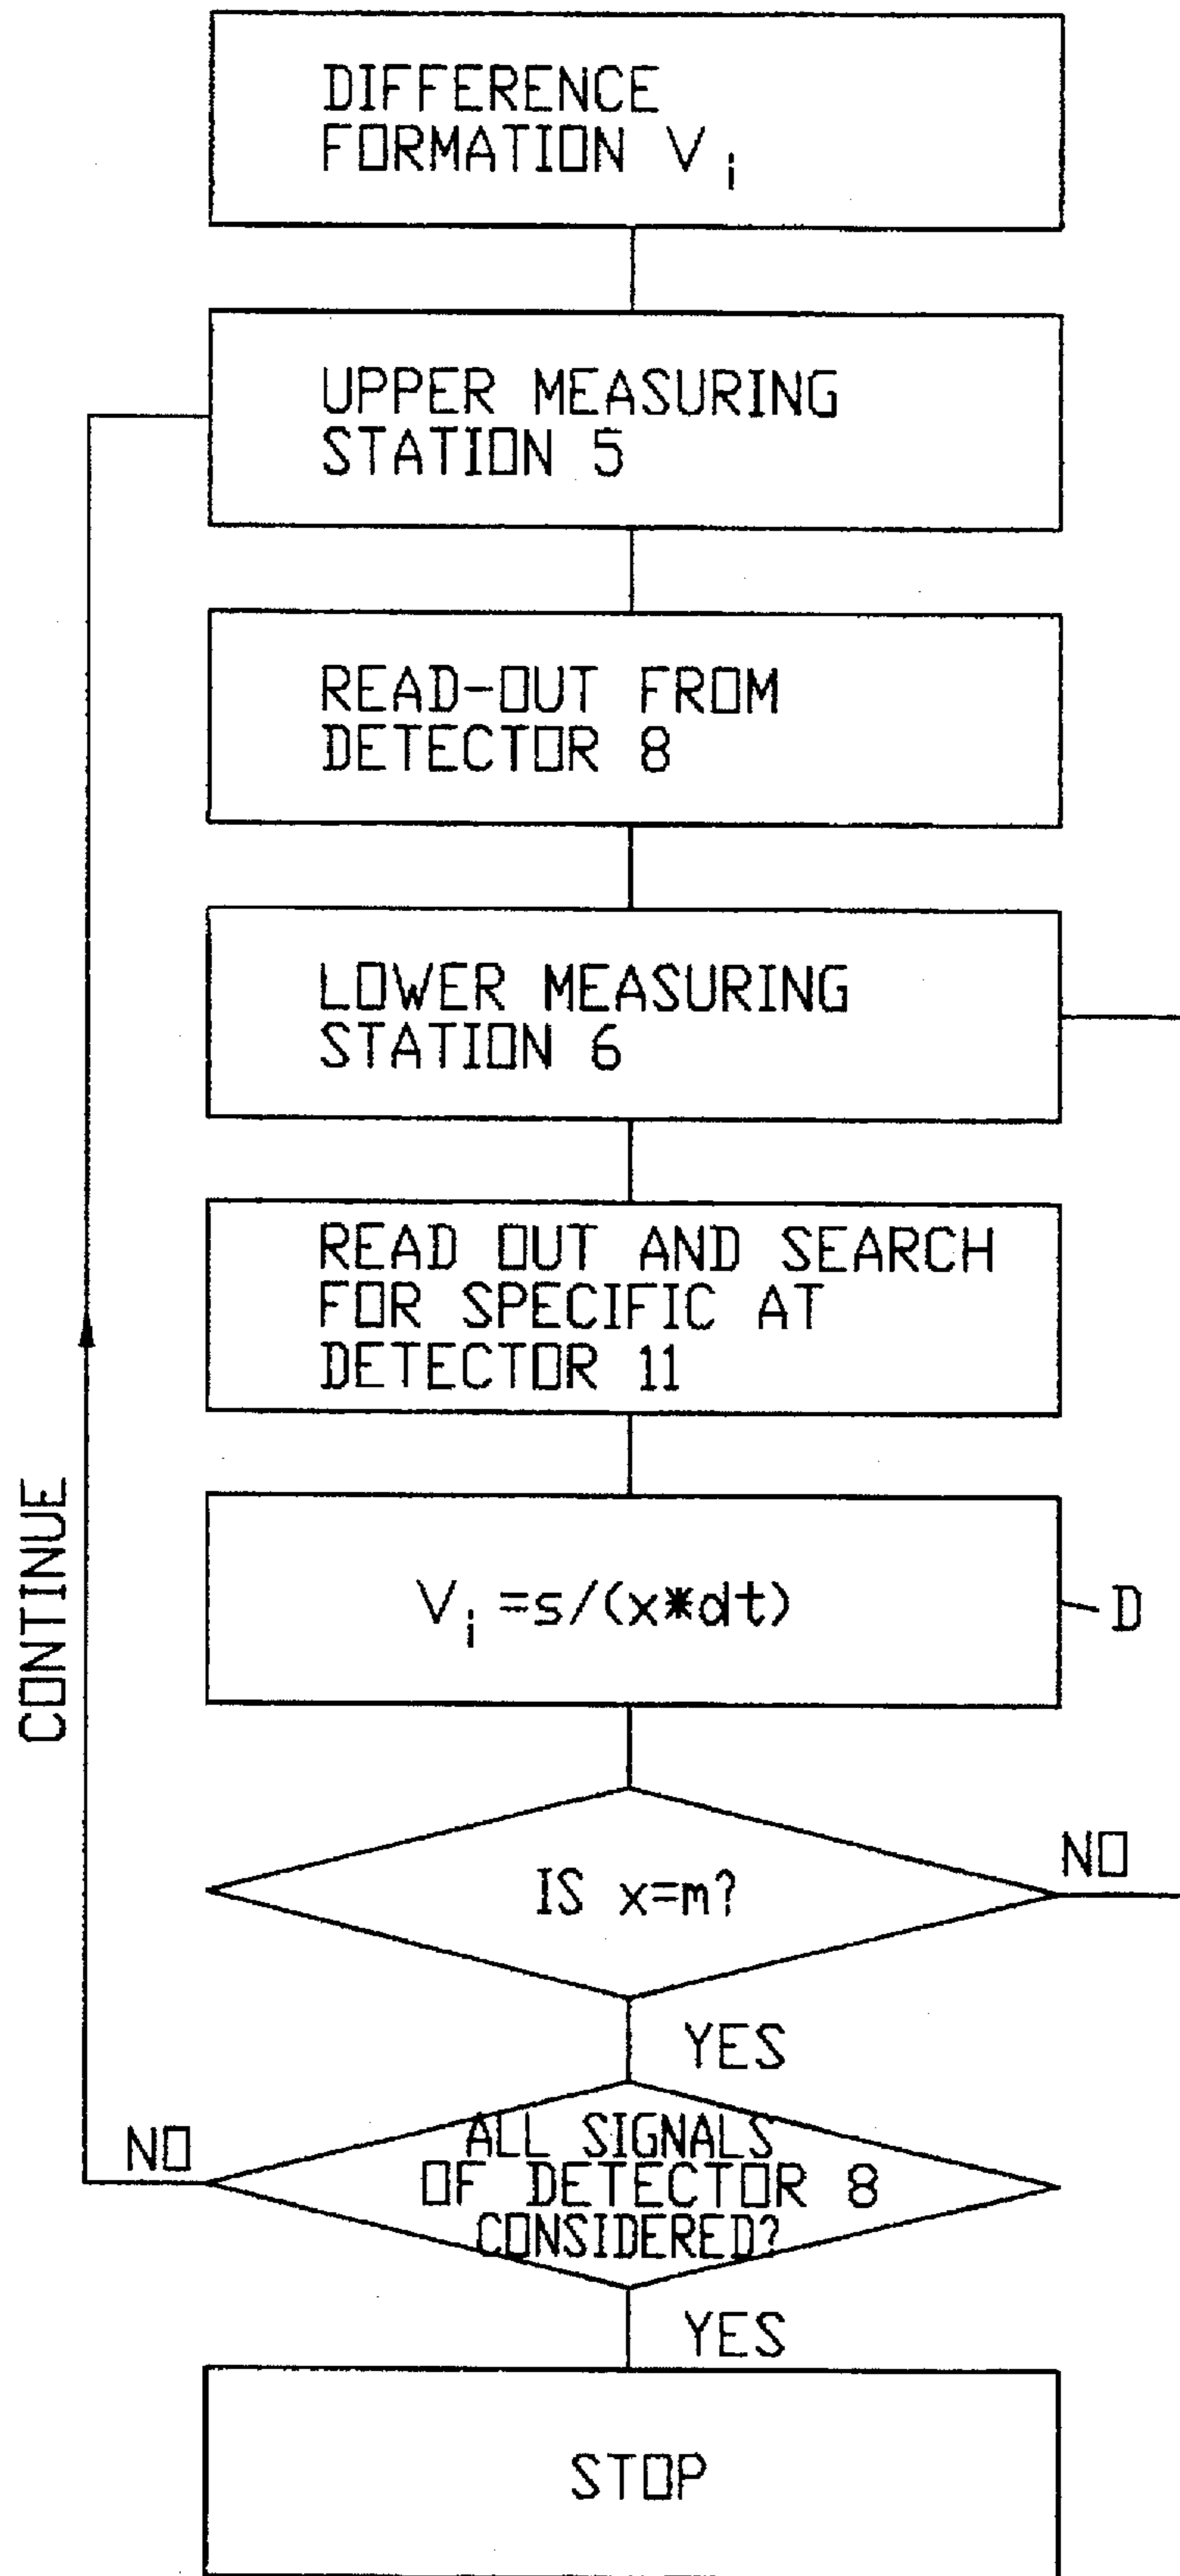 DIFFERENCE
FORMATION V i
UPPER MEASURING
STATION 5
READ-OUT FROM
DETECTOR 8
LOWER MEASURING
STATION 6
READ OUT AND SEARCH
FOR SPECIFIC AT
DETECTOR 11
V i =s/(x*dt)
D
CONTINUE
IS x=m?
NO
YES
NO
ALL SIGNALS
OF DETECTOR 8
CONSIDERED?
YES
STOP